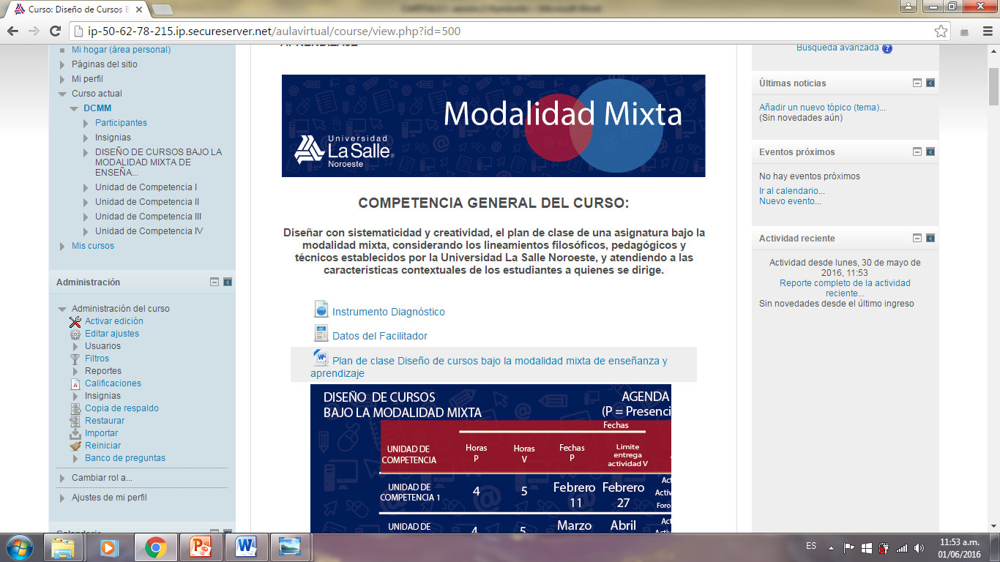 Curso: Diseño de Cursos B
ip-50-62-78-215.ip.secureserver.net/aulavirtual/course/view.php?id=500
Mi hogar (área personal)
Páginas del sitio
Mi perfil
Curso actual
DCMM
Participantes
Insignias
DISEÑO DE CURSOS BAJO LA
MODALIDAD MIXTA DE
ENSEÑA...
Unidad de Competencia I
Unidad de Competencia II
Unidad de Competencia III
Unidad de Competencia IV
Mis cursos
Administración
Administración del curso
Activar edición
Editar ajustes
Usuarios
Filtros
Reportes
Calificaciones
Insignias
Copia de respaldo
Restaurar
Importar
Reiniciar
Banco de preguntas
Cambiar rol a...
Ajustes de mi perfil
Calendario
APRENDIZAJE
Modalidad Mixta
Universidad
La Salle®
Noroeste
COMPETENCIA GENERAL DEL CURSO:
Diseñar con sistematicidad y creatividad, el plan de clase de una asignatura bajo la
modalidad mixta, considerando los lineamientos filosóficos, pedagógicos y
técnicos establecidos por la Universidad La Salle Noroeste, y atendiendo a las
características contextuales de los estudiantes a quienes se dirige.
Instrumento Diagnóstico
Datos del Facilitador
Plan de clase Diseño de cursos bajo la modalidad mixta de enseñanza y
aprendizaje
DISEÑO DE CURSOS
BAJO LA MODALIDAD MIXTA
AGENDA
(P = Presenci
Fechas
UNIDAD DE
COMPETENCIA
Horas
P
Horas
V
Fechas
P
Limite
entrega
actividad V
UNIDAD DE
COMPETENCIA 1
4
5
Febrero
11
Febrero
27
Act
Activ
Foro
UNIDAD DE
4
5
Marzo
Abril
Act
Activ
Búsqueda avanzada
Últimas noticias
Añadir un nuevo tópico (tema)...
(Sin novedades aún)
Eventos próximos
No hay eventos próximos
Ir al calendario...
Nuevo evento...
Actividad reciente
Actividad desde lunes, 30 de mayo de
2016, 11:53
Reporte completo de la actividad
reciente...
Sin novedades desde el último ingreso
ES
11:53 a.m.
01/06/2016